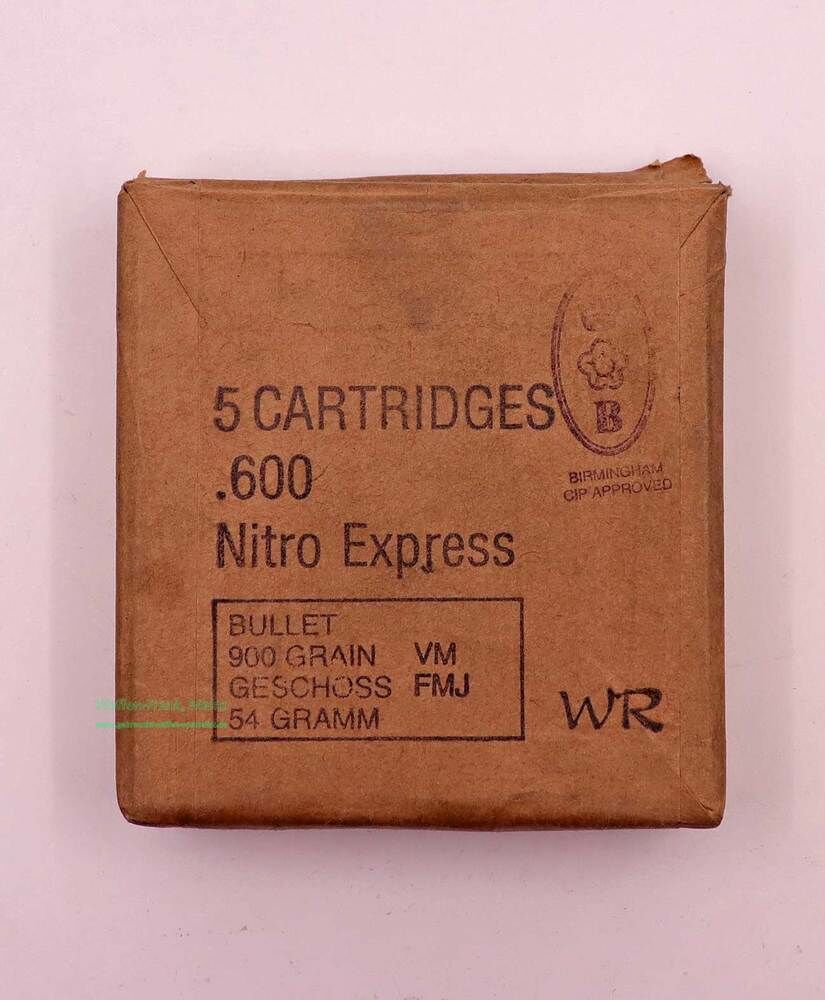 5 CARTRIDGES
.600
Nitro Express
B
BIRMINGHAM
CIP APPROVED
BULLET
900 GRAIN VM
GESCHOSS FMJ
54 GRAMM
WR